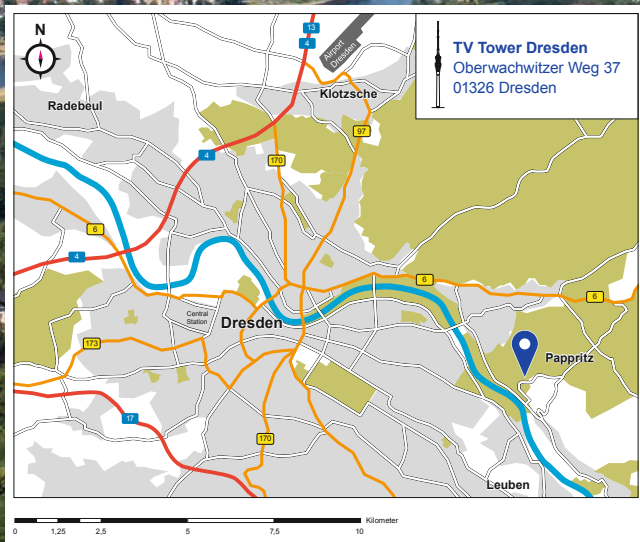 N
13
4
Airport
Dresden
TV Tower Dresden
Oberwachwitzer Weg 37
01326 Dresden
Klotzsche
Radebeul
97
4
170
6
4
6
6
Central
Station
Dresden
173
Pappritz
17
170
Leuben
Kilometer
0 1,25 2,5 5 7,5 10